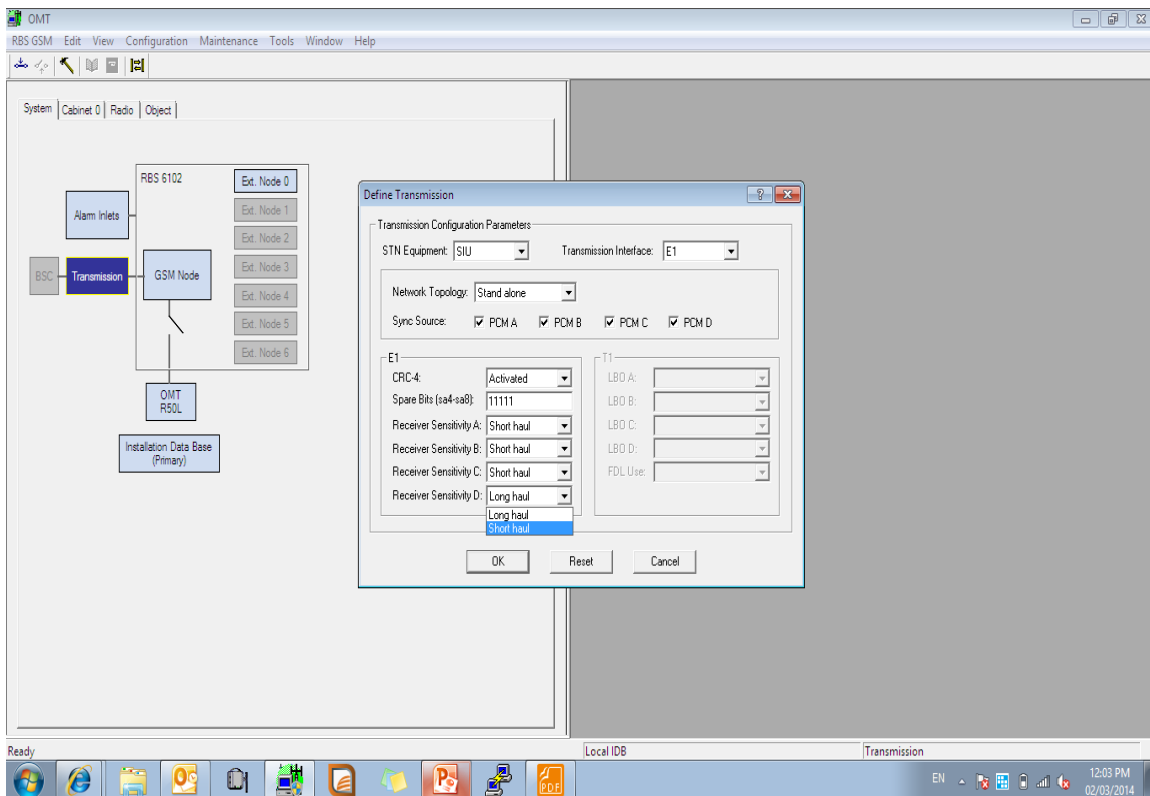 OMT
RBS GSM Edit View Configuration Maintenance Tools Window Help
System Cabinet 0 Radio Object
RBS 6102
Ext. Node 0
Ext. Node 1
Ext. Node 2
Ext. Node 3
Ext. Node 4
Ext. Node 5
Ext. Node 6
Alarm Inlets
BSC
Transmission
GSM Node
OMT
R50L
Installation Data Base
(Primary)
Define Transmission
Transmission Configuration Parameters
STN Equipment: SIU Transmission Interface: E1
Network Topology: Stand alone
Sync Source: PCM A PCM B PCM C PCM D
E1
CRC-4: Activated
Spare Bits (sa4-sa8): 11111
Receiver Sensitivity A: Short haul
Receiver Sensitivity B: Short haul
Receiver Sensitivity C: Short haul
Receiver Sensitivity D: Long haul
Long haul
Short haul
T1
LBO A:
LBO B:
LBO C:
LBO D:
FDL Use:
OK Reset Cancel
Ready Local IDB Transmission
PDF
EN
12:03 PM
02/03/2014